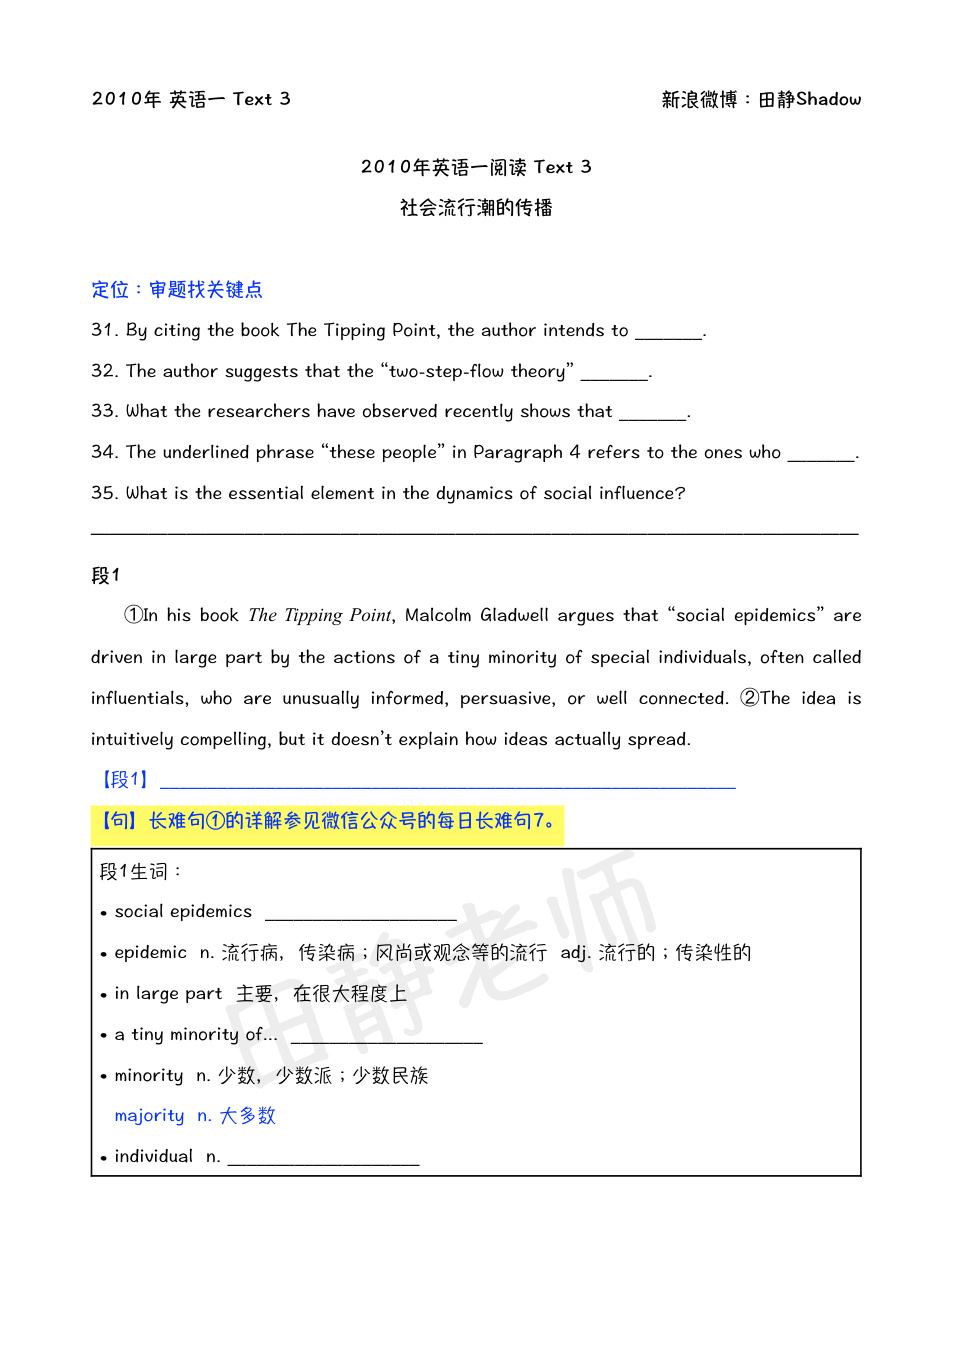 2010年 英语一 Text 3 新浪微博：田静Shadow
2010年英语一阅读 Text 3
社会流行潮的传播
定位：审题找关键点
31. By citing the book The Tipping Point, the author intends to _______.
32. The author suggests that the “two-step-flow theory” _______.
33. What the researchers have observed recently shows that _______.
34. The underlined phrase “these people” in Paragraph 4 refers to the ones who _______.
35. What is the essential element in the dynamics of social influence?
段1
①In his book The Tipping Point, Malcolm Gladwell argues that “social epidemics” are
driven in large part by the actions of a tiny minority of special individuals, often called
influentials, who are unusually informed, persuasive, or well connected. ②The idea is
intuitively compelling, but it doesn’t explain how ideas actually spread.
【段1】____________________________________________________________
【句】长难句①的详解参见微信公众号的每日长难句7。
段1生词：
• social epidemics ____________________
• epidemic n. 流行病，传染病；风尚或观念等的流行 adj. 流行的；传染性的
• in large part 主要，在很大程度上
• a tiny minority of... ____________________
• minority n. 少数，少数派；少数民族
majority n. 大多数
• individual n. ____________________
田静老师